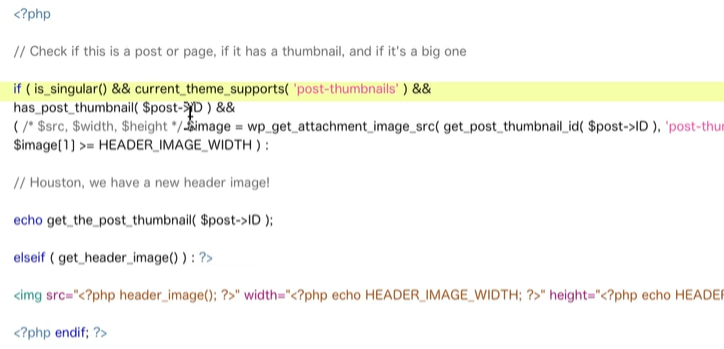 <?php
// Check if this is a post or page, if it has a thumbnail, and if it's a big one
if ( is_singular() && current_theme_supports( 'post-thumbnails' ) &&
has_post_thumbnail( $post->ID ) &&
( /* $src, $width, $height */ $image = wp_get_attachment_image_src( get_post_thumbnail_id( $post->ID ), 'post-thu
$image[1] >= HEADER_IMAGE_WIDTH ) :
// Houston, we have a new header image!
echo get_the_post_thumbnail( $post->ID );
elseif ( get_header_image() ) : ?>
<img src="<?php header_image(); ?>" width="<?php echo HEADER_IMAGE_WIDTH; ?>" height="<?php echo HEADE
<?php endif; ?>